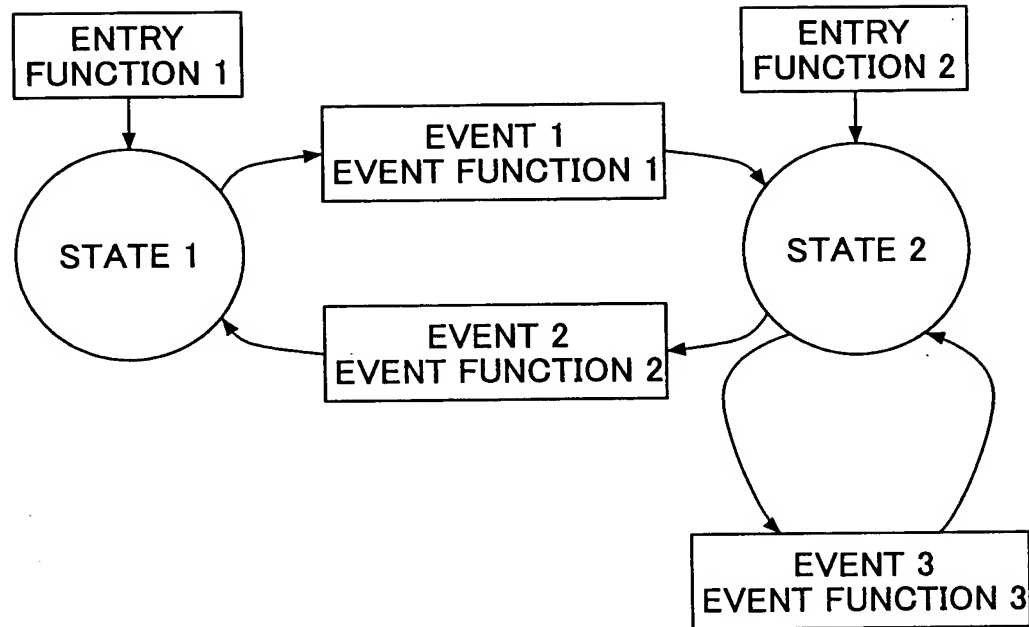 ENTRY
FUNCTION 1
ENTRY
FUNCTION 2
EVENT 1
EVENT FUNCTION 1
STATE 1
STATE 2
EVENT 2
EVENT FUNCTION 2
EVENT 3
EVENT FUNCTION 3